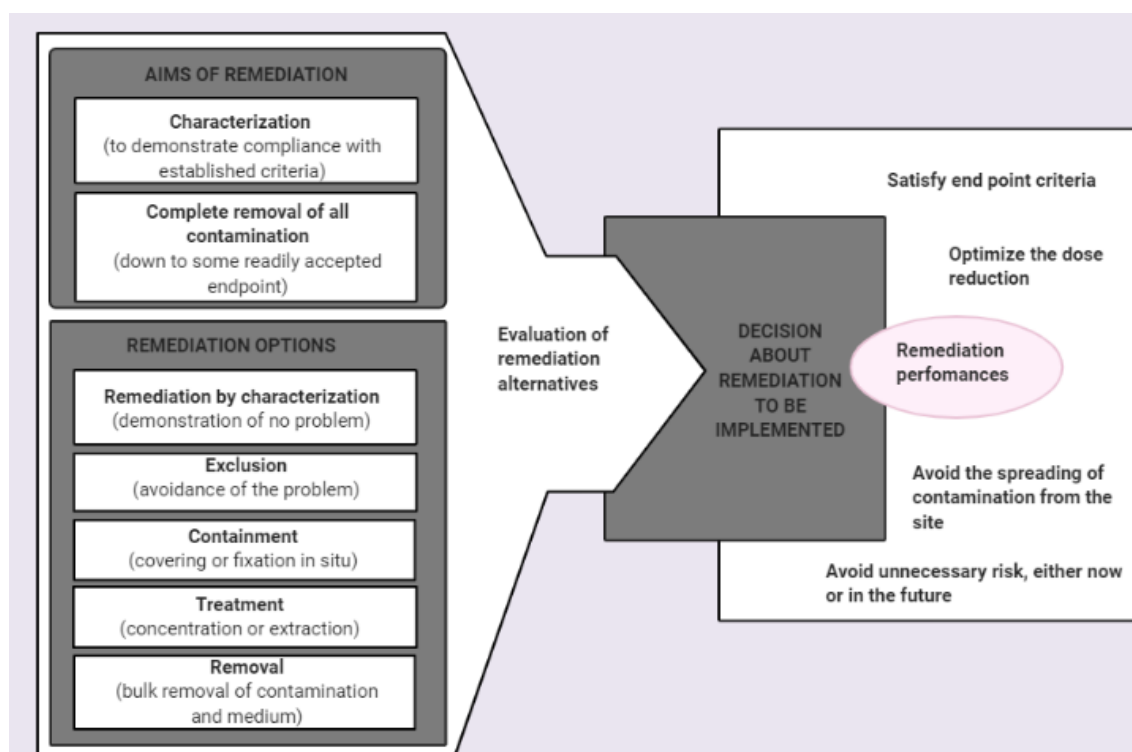 AIMS OF REMEDIATION
Characterization
(to demonstrate compliance with
established criteria)
Complete removal of all
contamination
(down to some readily accepted
endpoint)
REMEDIATION OPTIONS
Remediation by characterization
(demonstration of no problem)
Exclusion
(avoidance of the problem)
Containment
(covering or fixation in situ)
Treatment
(concentration or extraction)
Removal
(bulk removal of contamination
and medium)
Evaluation of
remediation
alternatives
DECISION
ABOUT
REMEDIATION
TO BE
IMPLEMENTED
Satisfy end point criteria
Optimize the dose
reduction
Remediation
perfomances
Avoid the spreading of
contamination from the
site
Avoid unnecessary risk, either now
or in the future